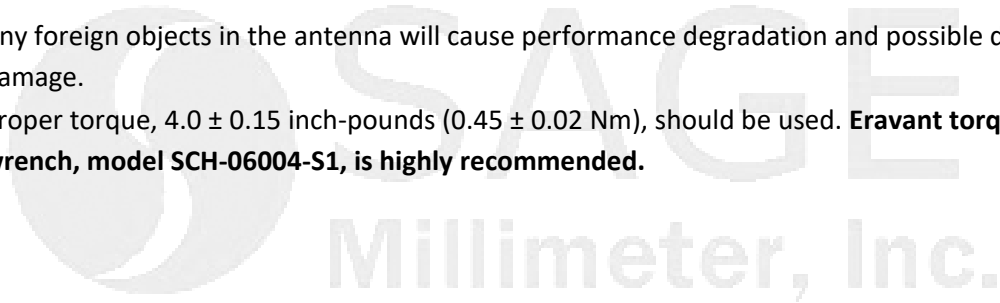 ny foreign objects in the antenna will cause performance degradation and possible
amage.
roper torque, 4.0 ± 0.15 inch-pounds (0.45 ± 0.02 Nm), should be used. Eravant torq
rench, model SCH-06004-S1, is highly recommended.
SAGE
Millimeter, Inc.